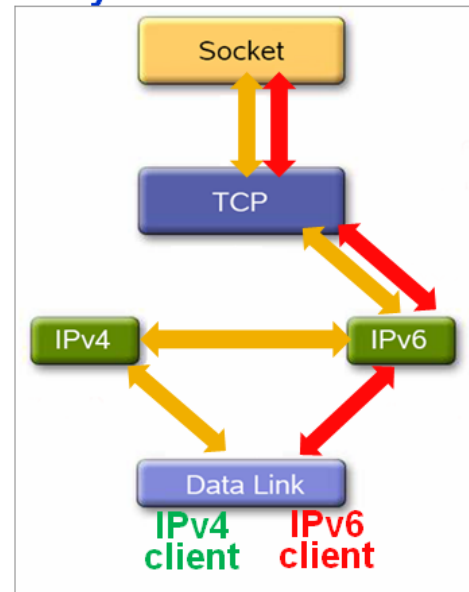 Socket
TCP
IPv4 IPv6
Data Link
IPv4 IPv6
client client